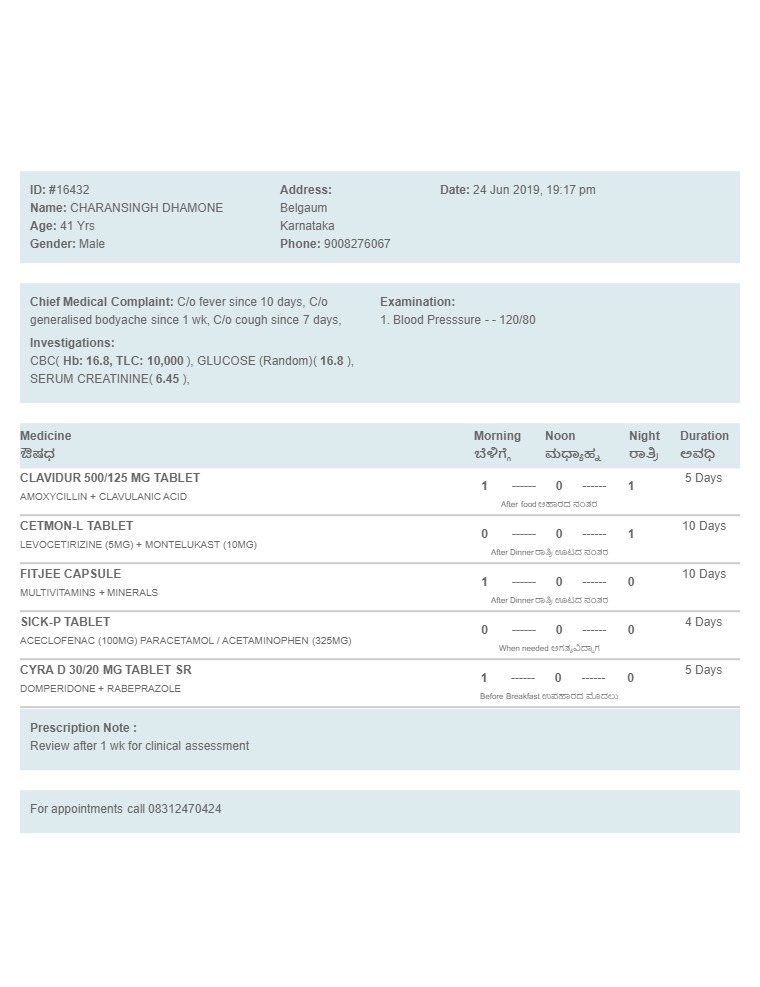 ID: #16432
Name: CHARANSINGH DHAMONE
Age: 41 Yrs
Gender: Male
Address:
Belgaum
Karnataka
Phone: 9008276067
Date: 24 Jun 2019, 19:17 pm
Chief Medical Complaint: C/o fever since 10 days, C/o
generalised bodyache since 1 wk, C/o cough since 7 days,
Investigations:
CBC( Hb: 16.8, TLC: 10,000 ), GLUCOSE (Random)( 16.8 ),
SERUM CREATININE( 6.45 ),
Examination:
1. Blood Presssure - - 120/80
Medicine Morning Noon Night Duration
ಔಷಧ ಬೆಳಿಗ್ಗೆ ಮಧ್ಯಾಹ್ನ ರಾತ್ರಿ ಅವಧಿ
CLAVIDUR 500/125 MG TABLET 5 Days
1 ------ 0 ------ 1
AMOXYCILLIN + CLAVULANIC ACID
After food ಆಹಾರದ ನಂತರ
CETMON-L TABLET 10 Days
0 ------ 0 ------ 1
LEVOCETIRIZINE (5MG) + MONTELUKAST (10MG)
After Dinner ರಾತ್ರಿ ಊಟದ ನಂತರ
FITJEE CAPSULE 10 Days
1 ------ 0 ------ 0
MULTIVITAMINS + MINERALS
After Dinner ರಾತ್ರಿ ಊಟದ ನಂತರ
SICK-P TABLET 4 Days
0 ------ 0 ------ 0
ACECLOFENAC (100MG) PARACETAMOL / ACETAMINOPHEN (325MG)
When needed ಅಗತ್ಯವಿದ್ದಾಗ
CYRA D 30/20 MG TABLET SR 5 Days
1 ------ 0 ------ 0
DOMPERIDONE + RABEPRAZOLE
Before Breakfast ಉಪಹಾರದ ಮೊದಲು
Prescription Note :
Review after 1 wk for clinical assessment
For appointments call 08312470424